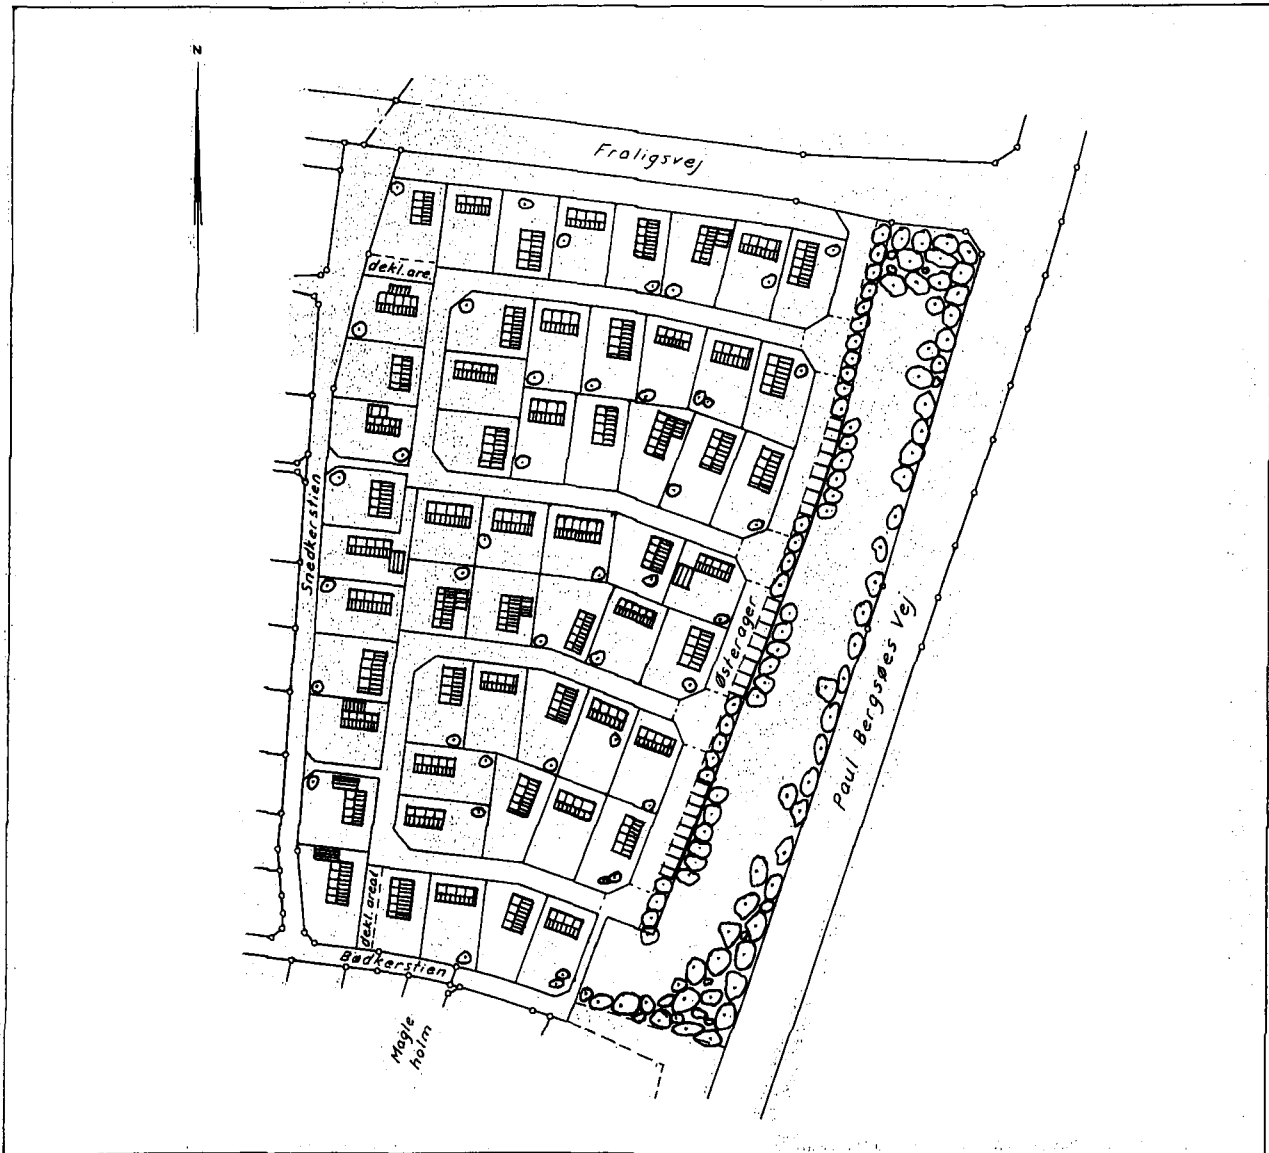 N
Fraligsvej
dekl. are.
Snedkerstien
Østerager
Paul Bergsøes Vej
dekl. areal
Bødkerstien
Magle
holm